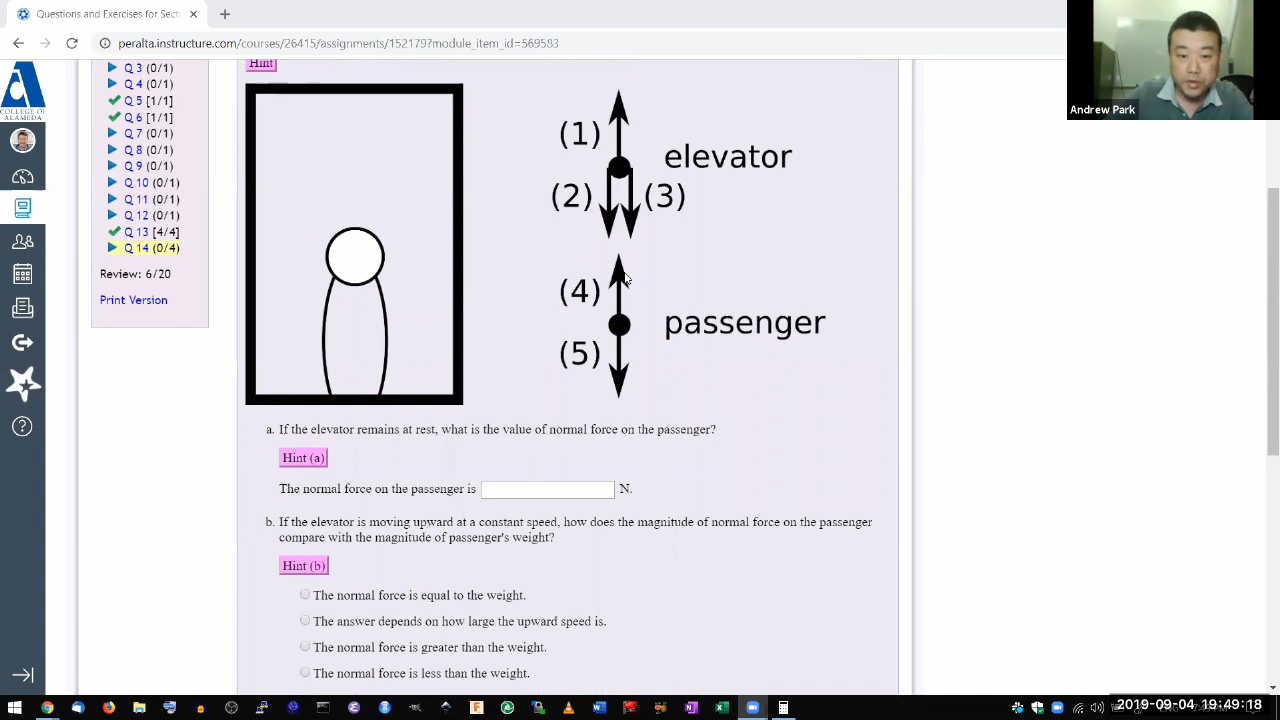 Questions and Exercises for Sect
peralta.instructure.com/courses/26415/assignments/152179?module_item_id=569583
Andrew Park
COLLEGE OF
ALAMEDA
Q 3 (0/1)
Q 4 (0/1)
Q 5 [1/1]
Q 6 [1/1]
Q 7 (0/1)
Q 8 (0/1)
Q 9 (0/1)
Q 10 (0/1)
Q 11 (0/1)
Q 12 (0/1)
Q 13 [4/4]
Q 14 (0/4)
Review: 6/20
Print Version
Hint
(1)
elevator
(2)
(3)
(4)
passenger
(5)
a. If the elevator remains at rest, what is the value of normal force on the passenger?
Hint (a)
The normal force on the passenger is N.
b. If the elevator is moving upward at a constant speed, how does the magnitude of normal force on the passenger
compare with the magnitude of passenger's weight?
Hint (b)
The normal force is equal to the weight.
The answer depends on how large the upward speed is.
The normal force is greater than the weight.
The normal force is less than the weight.
2019-09-04 19:49:18